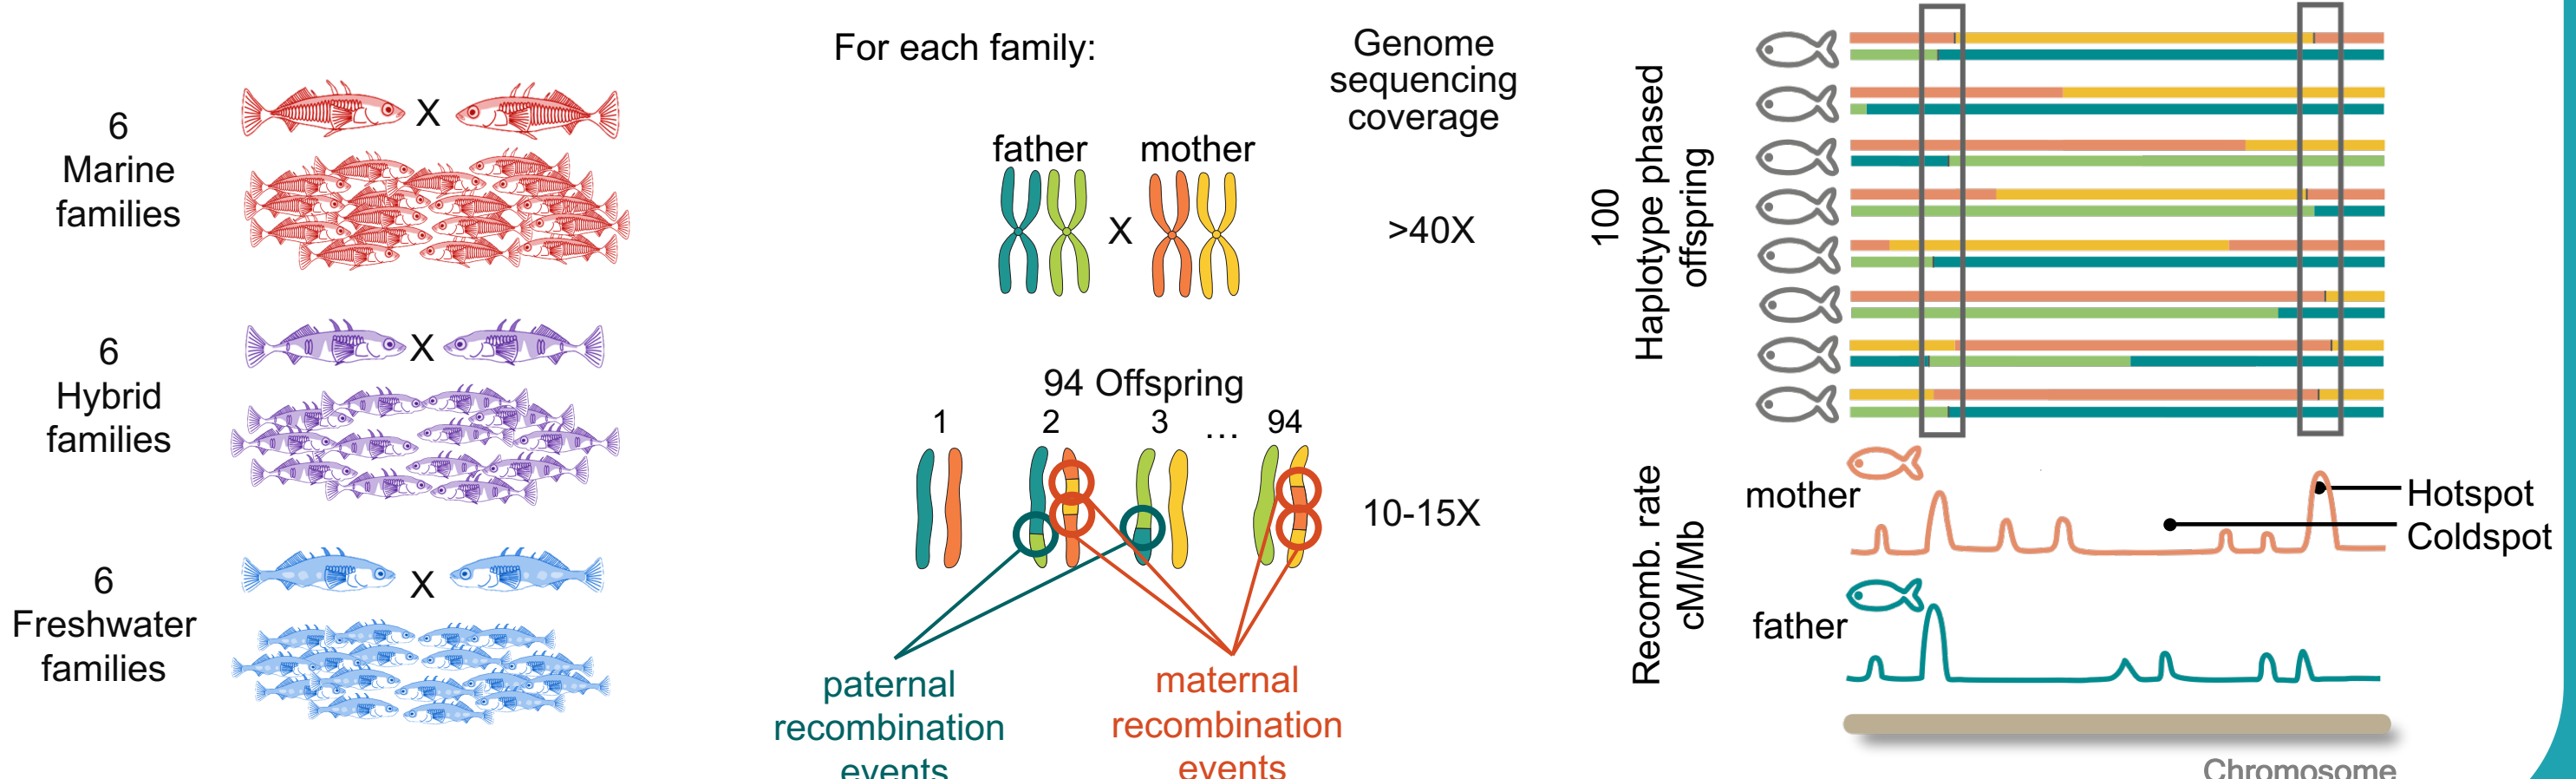 6
Marine
families
X
6
Hybrid
families
X
6
Freshwater
families
X
For each family:
Genome
sequencing
coverage
father
mother
X
>40X
94 Offspring
1
2
3
...
94
10-15X
paternal
recombination
events
maternal
recombination
events
100
Haplotype phased
offspring
Recomb. rate
cM/Mb
mother
Hotspot
Coldspot
father
Chromosome